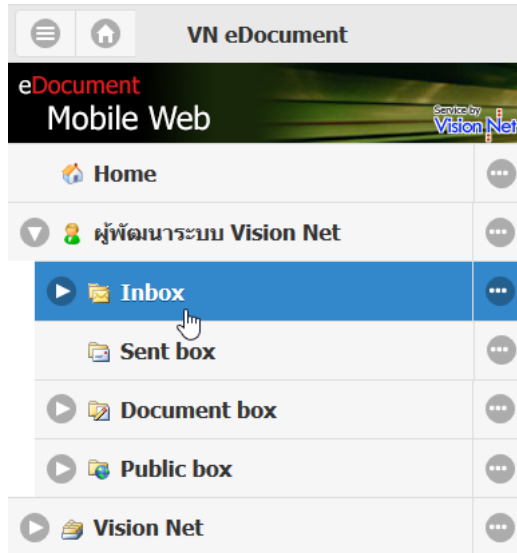 VN eDocument
eDocument
Mobile Web
Service by
Vision Net
Home
ผู้พัฒนาระบบ Vision Net
Inbox
Sent box
Document box
Public box
Vision Net